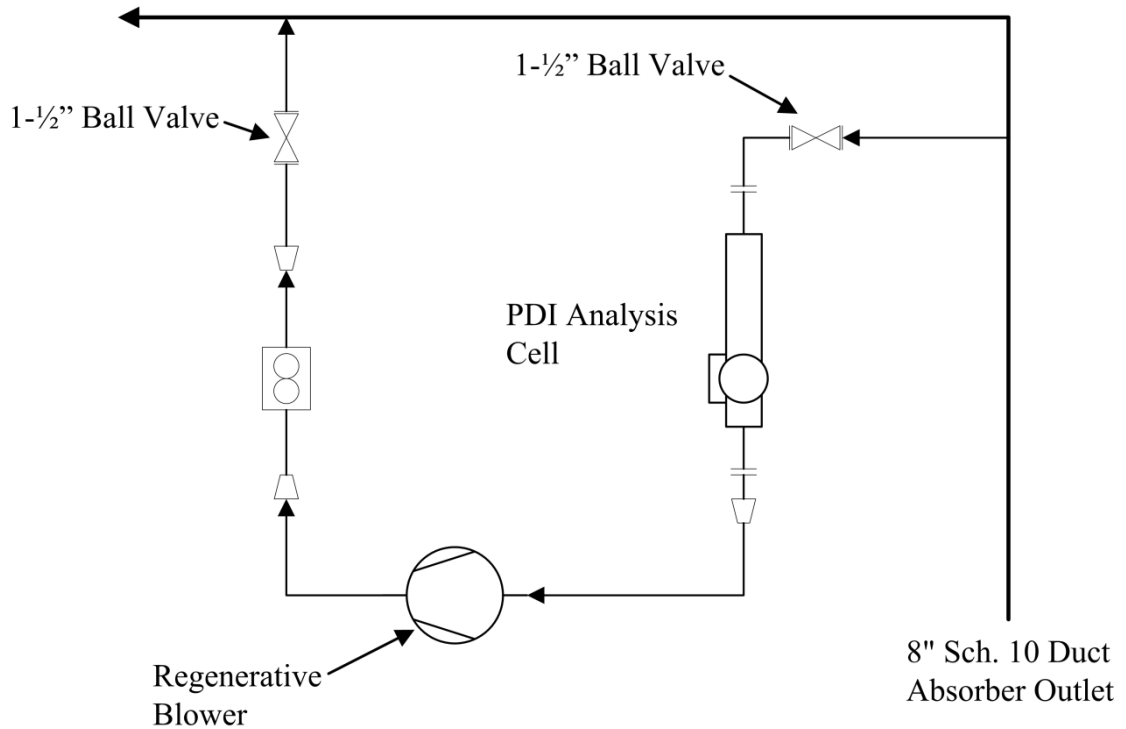 1-½” Ball Valve
1-½” Ball Valve
PDI Analysis
Cell
Regenerative
Blower
8" Sch. 10 Duct
Absorber Outlet